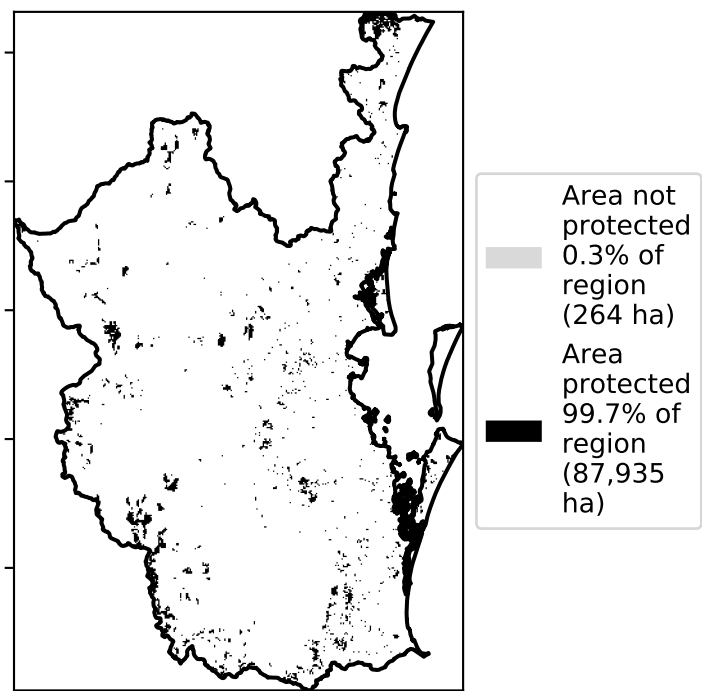 Area not
protected
0.3% of
region
(264 ha)
Area
protected
99.7% of
region
(87,935
ha)